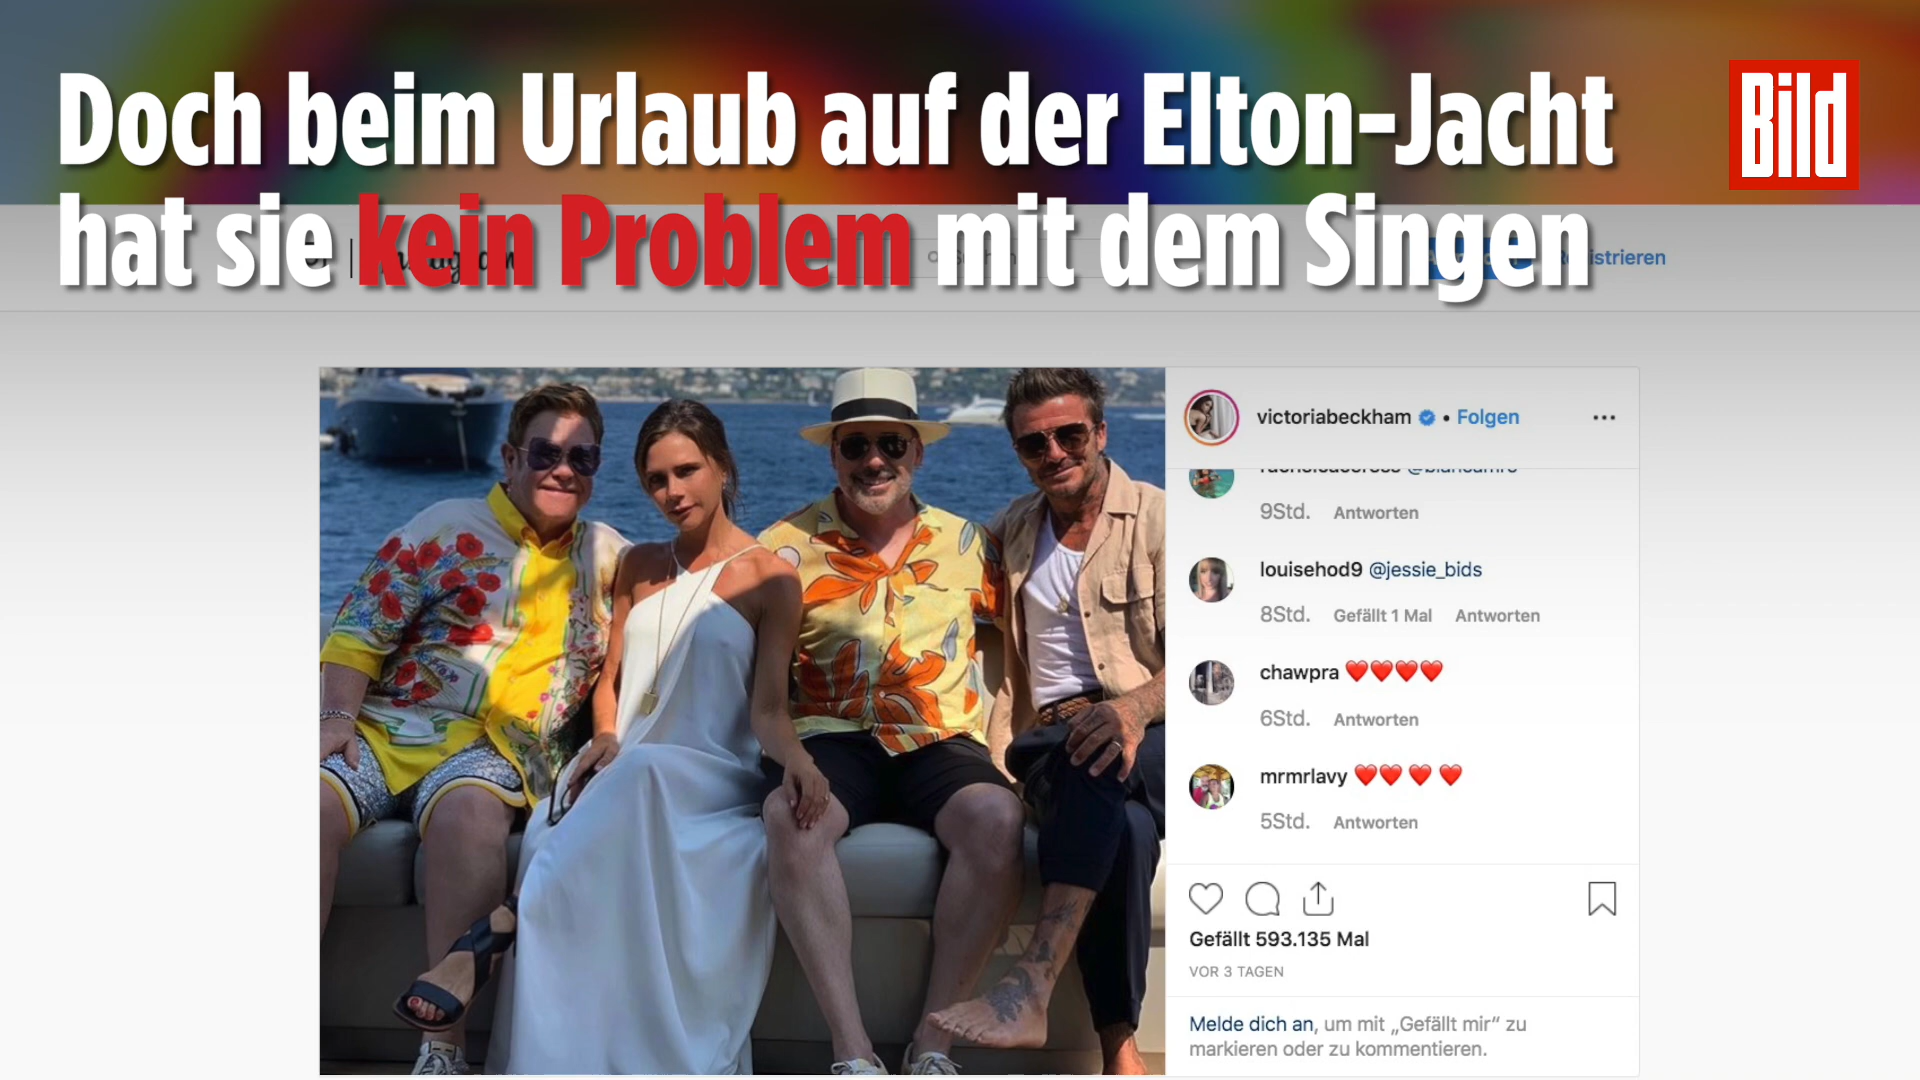 Doch beim Urlaub auf der Elton-Jacht
Bild
hat sie kein Problem mit dem Singen
victoriabeckham • Folgen
9Std. Antworten
louisehod9 @jessie_bids
8Std. Gefällt 1 Mal Antworten
chawpra ❤️❤️❤️❤️
6Std. Antworten
mrmrlavy ❤️❤️ ❤️ ❤️
5Std. Antworten
Gefällt 593.135 Mal
VOR 3 TAGEN
Melde dich an, um mit „Gefällt mir“ zu
markieren oder zu kommentieren.